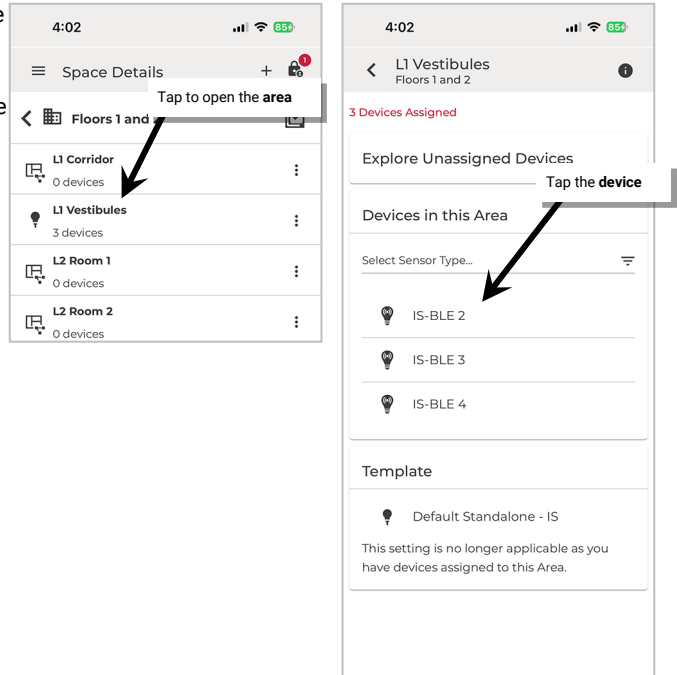 4:02
85
Space Details
1
Tap to open the area
Floors 1 and
L1 Corridor
0 devices
L1 Vestibules
3 devices
L2 Room 1
0 devices
L2 Room 2
0 devices
4:02
85
L1 Vestibules
Floors 1 and 2
3 Devices Assigned
Explore Unassigned Devices
Tap the device
Devices in this Area
Select Sensor Type...
IS-BLE 2
IS-BLE 3
IS-BLE 4
Template
Default Standalone - IS
This setting is no longer applicable as you
have devices assigned to this Area.